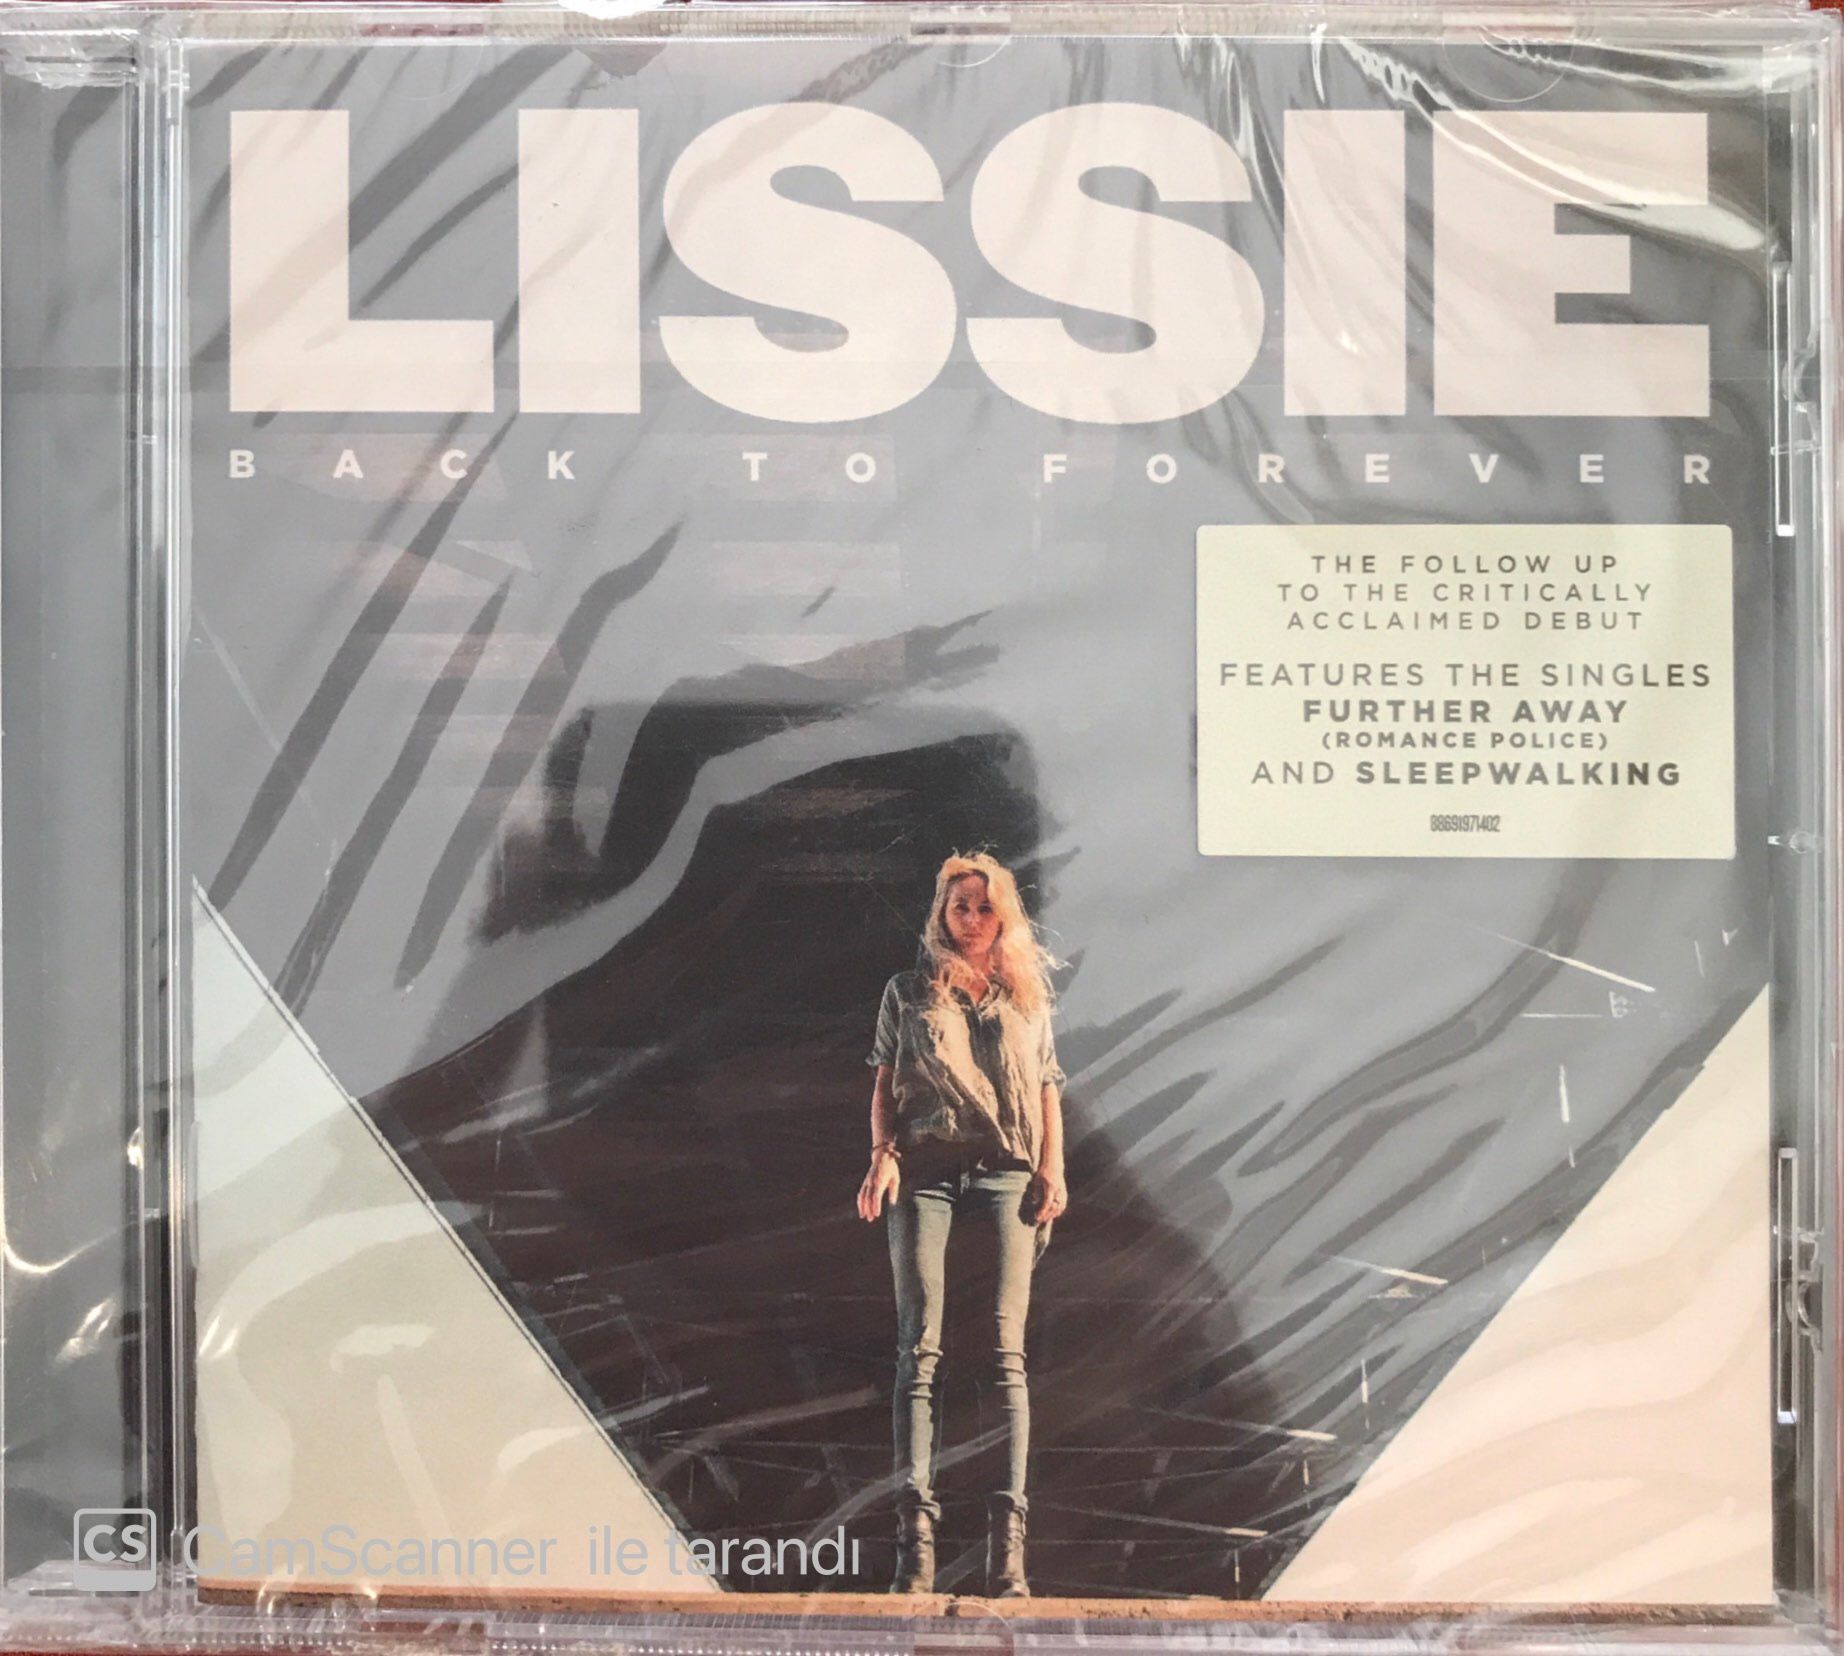 LISSIE
BACK TO FOREVER
THE FOLLOW UP
TO THE CRITICALLY
ACCLAIMED DEBUT
FEATURES THE SINGLES
FURTHER AWAY
(ROMANCE POLICE)
AND SLEEPWALKING
88691971402
CS CamScanner ile tarandı